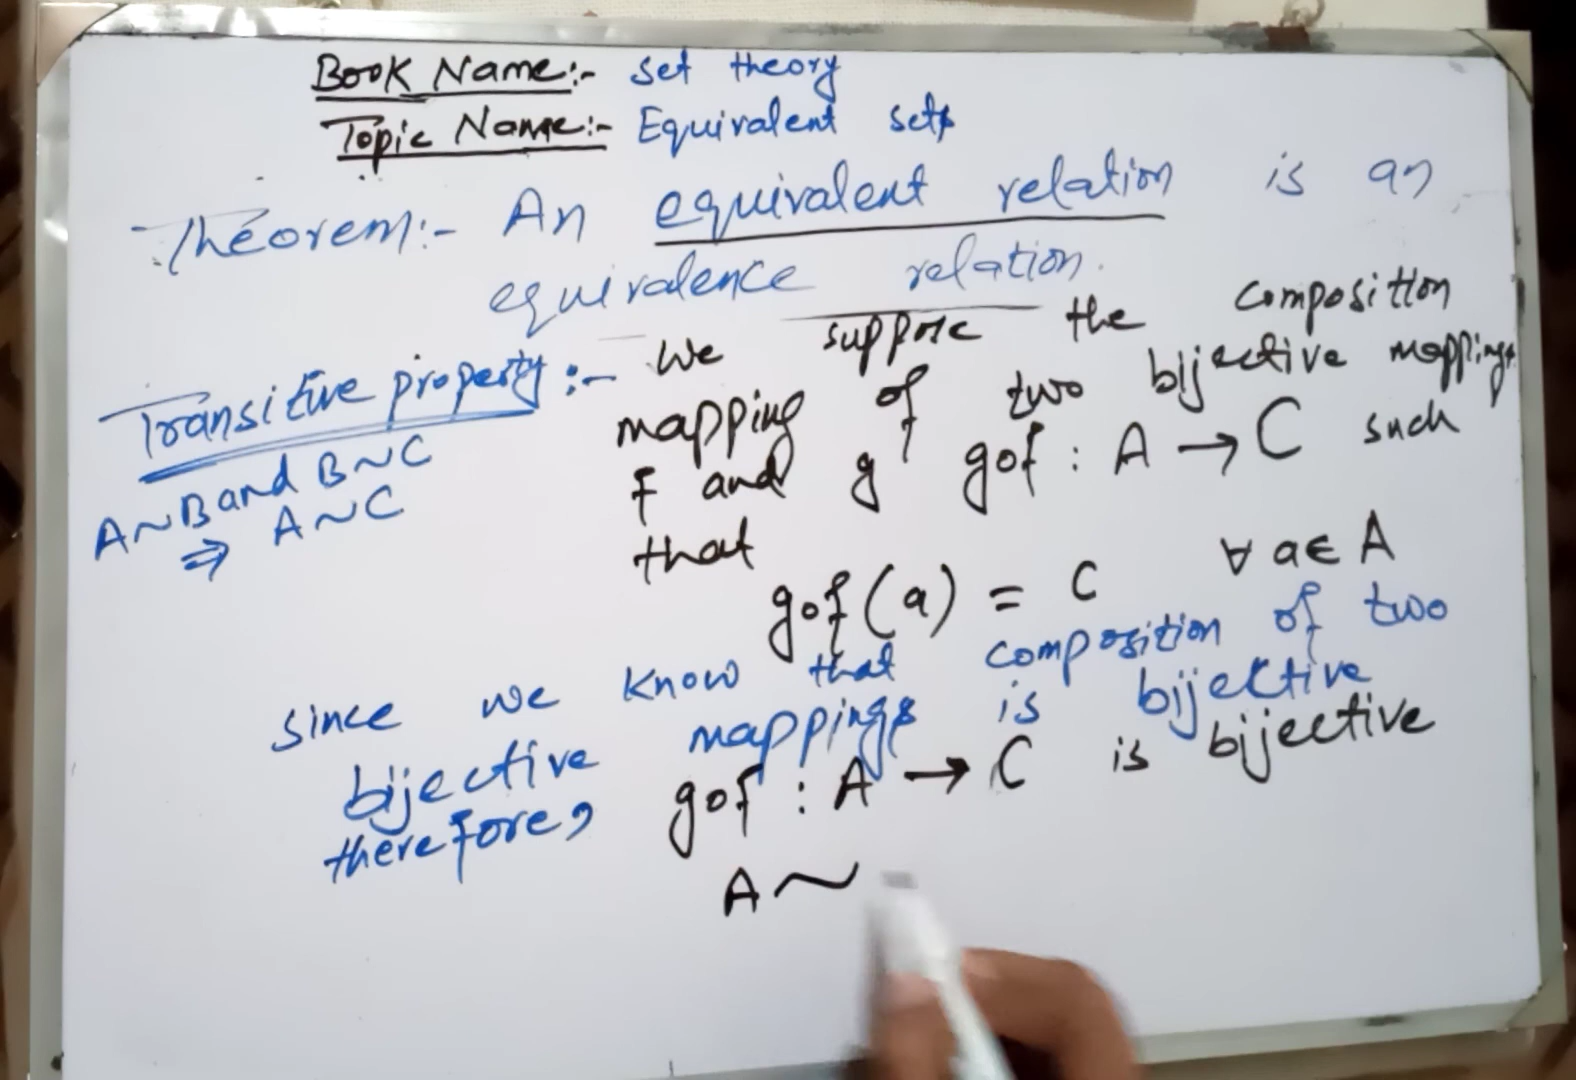 Book Name:- Set theory
Topic Name:- Equivalent sets
Theorem:- An equivalent relation is an
equivalence relation.
Transitive property:- We suppose the composition
mapping of two bijective mappings
f and g gof : A → C such
that
A~B and B~C
⇒ A~C
gof(a) = C ∀ a∈A
since we know that composition of two
bijective mappings is bijective
therefore, gof : A → C is bijective
A~